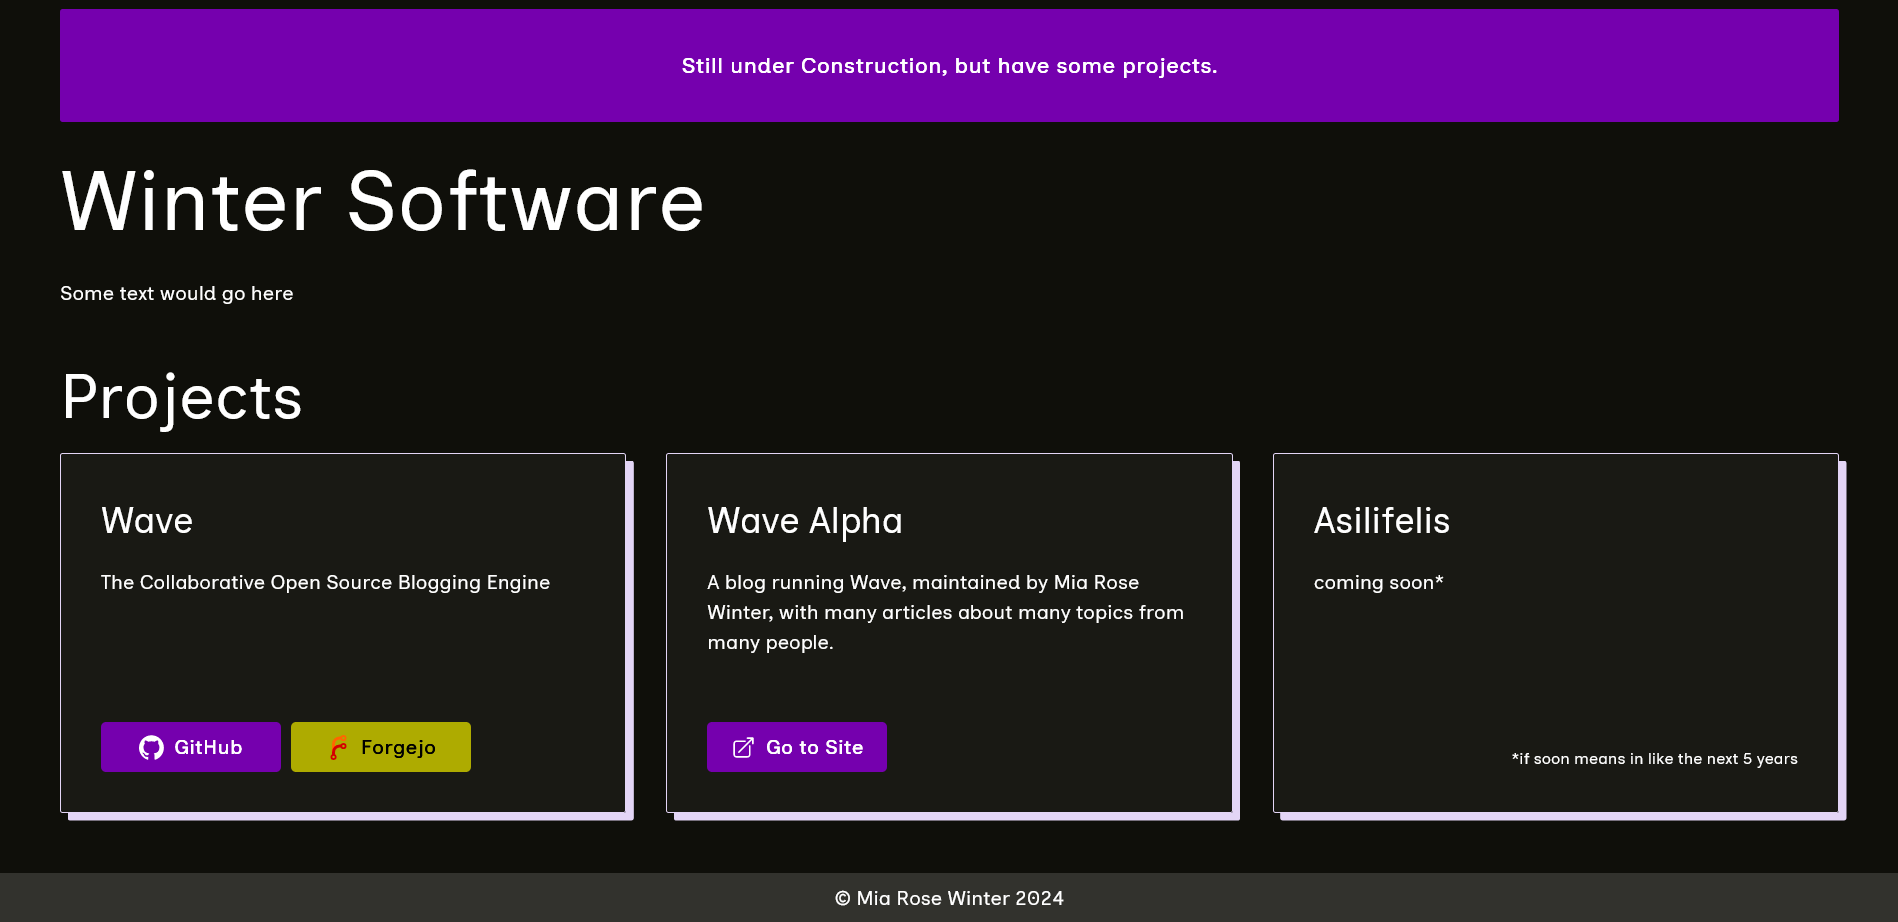 Still under Construction, but have some projects.
Winter Software
Some text would go here
Projects
Wave
The Collaborative Open Source Blogging Engine
GitHub
Forgejo
Wave Alpha
A blog running Wave, maintained by Mia Rose
Winter, with many articles about many topics from
many people.
Go to Site
Asilifelis
coming soon*
*if soon means in like the next 5 years
© Mia Rose Winter 2024